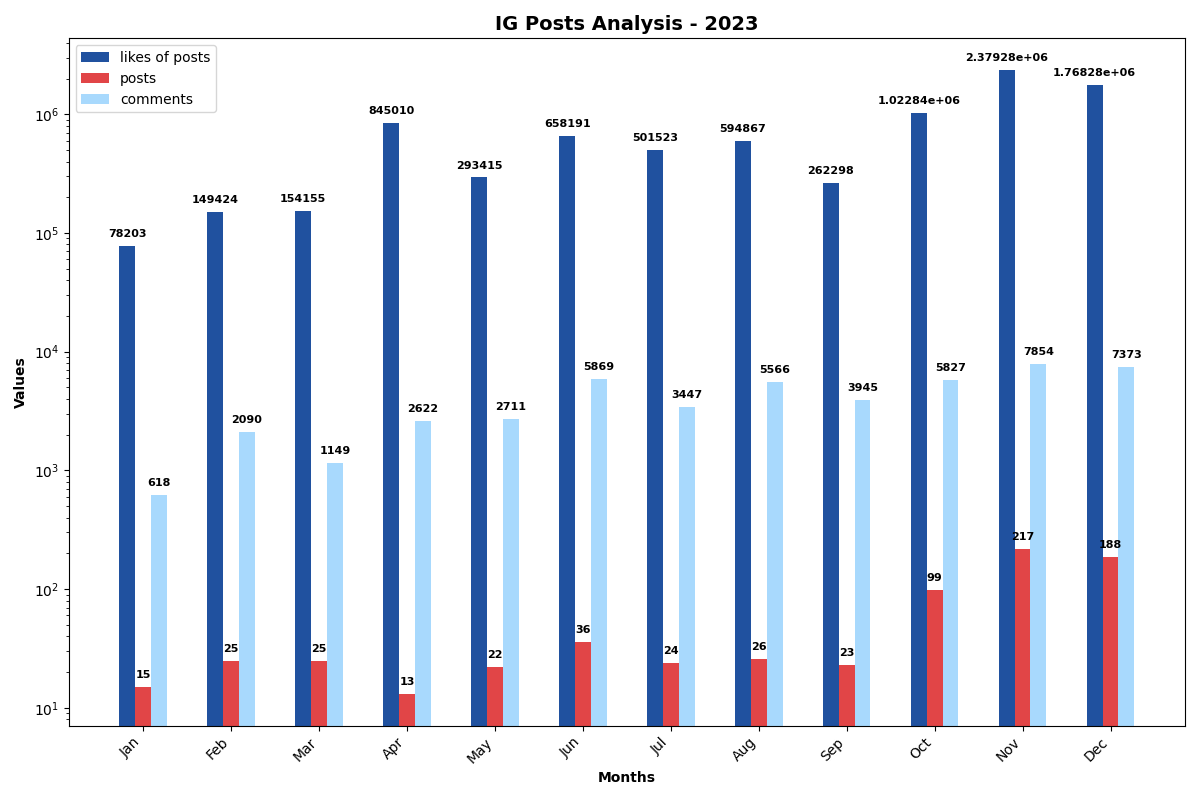 IG Posts Analysis - 2023
likes of posts
posts
comments
Values
10^6
10^5
10^4
10^3
10^2
10^1
78203
149424
154155
845010
293415
658191
501523
594867
262298
1.02284e+06
2.37928e+06
1.76828e+06
15
25
25
13
22
36
24
26
23
99
217
188
618
2090
1149
2622
2711
5869
3447
5566
3945
5827
7854
7373
Jan
Feb
Mar
Apr
May
Jun
Jul
Aug
Sep
Oct
Nov
Dec
Months